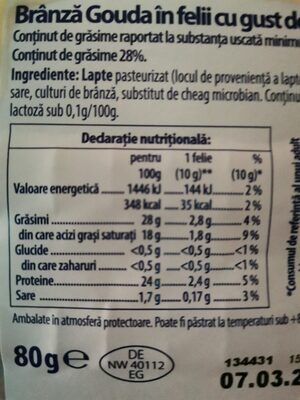 Brânză Gouda în felii cu gust de
Conținut de grăsime raportat la substanța uscată minim
Conținut de grăsime 28%.
Ingrediente: Lapte pasteurizat (locul de proveniență a lapt
sare, culturi de brânză, substitut de cheag microbian. Conținu
lactoză sub 0,1g/100g.
Declarație nutrițională:
pentru 1 felie %
100g (10 g)** (10 g)*
Valoare energetică 1446 kJ 144 kJ 2 %
348 kcal 35 kcal 2 %
Grăsimi 28 g 2,8 g 4 %
din care acizi grași saturați 18 g 1,8 g 9 %
Glucide <0,5 g <0,5 g <1 %
din care zaharuri <0,5 g <0,5 g <1 %
Proteine 24 g 2,4 g 5 %
Sare 1,7 g 0,17 g 3 %
*Consumul de referință al unui adult
Ambalate în atmosferă protectoare. Poate fi păstrat la temperaturi sub +8
80g e
DE
NW 40112
EG
134431 15
07.03.2